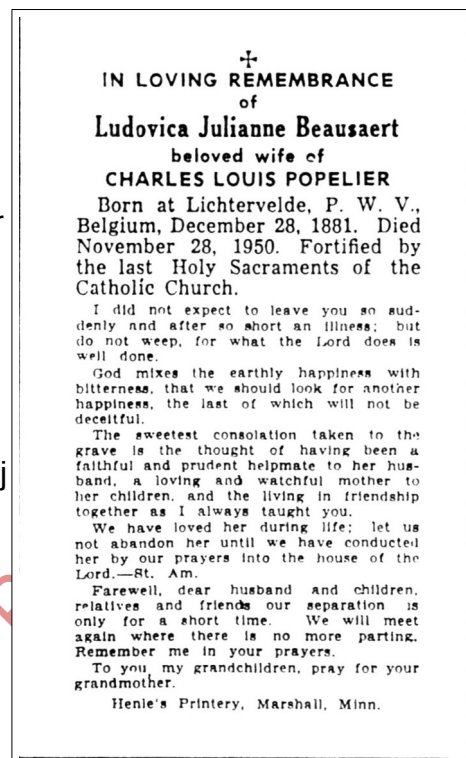 ✢
IN LOVING REMEMBRANCE
of
Ludovica Julianne Beausaert
beloved wife of
CHARLES LOUIS POPELIER
Born at Lichtervelde, P. W. V.,
Belgium, December 28, 1881. Died
November 28, 1950. Fortified by
the last Holy Sacraments of the
Catholic Church.
I did not expect to leave you so sud-
denly and after so short an illness; but
do not weep, for what the Lord does is
well done.
God mixes the earthly happiness with
bitterness, that we should look for another
happiness, the last of which will not be
deceitful.
The sweetest consolation taken to the
grave is the thought of having been a
faithful and prudent helpmate to her hus-
band, a loving and watchful mother to
her children, and the living in friendship
together as I always taught you.
We have loved her during life; let us
not abandon her until we have conducted
her by our prayers into the house of the
Lord.—St. Am.
Farewell, dear husband and children,
relatives and friends our separation is
only for a short time. We will meet
again where there is no more parting.
Remember me in your prayers.
To you my grandchildren, pray for your
grandmother.
Henle's Printery, Marshall, Minn.